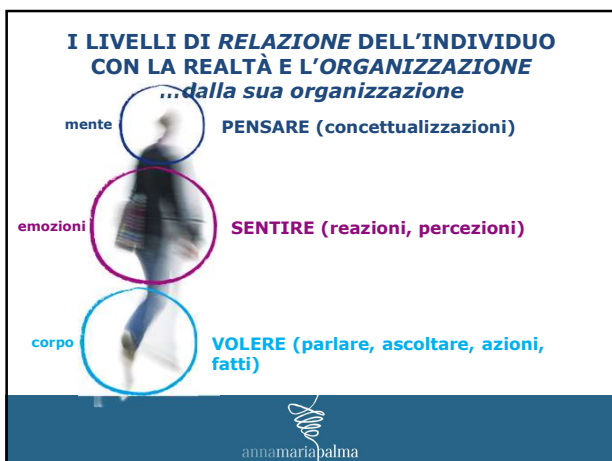 I LIVELLI DI RELAZIONE DELL'INDIVIDUO
CON LA REALTÀ E L'ORGANIZZAZIONE
...dalla sua organizzazione
mente
PENSARE (concettualizzazioni)
emozioni
SENTIRE (reazioni, percezioni)
corpo
VOLERE (parlare, ascoltare, azioni,
fatti)
annamariapalma